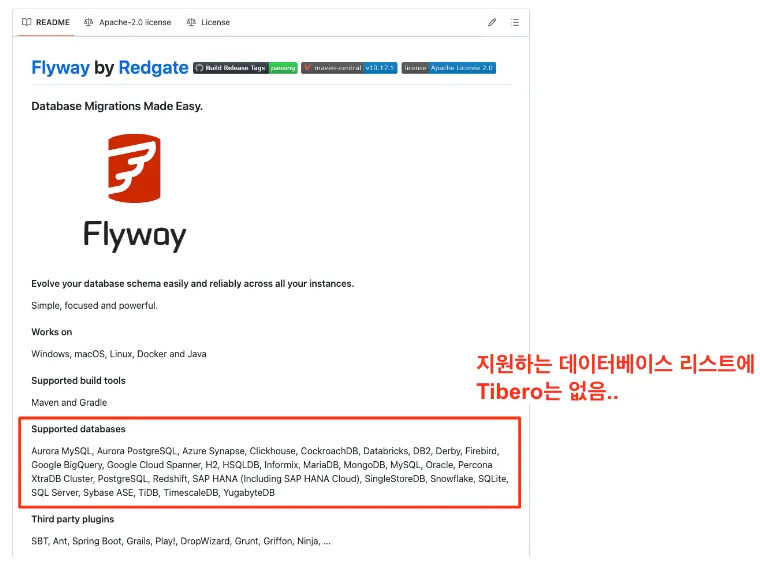 README
Apache-2.0 license
License
Flyway by Redgate
Build Release Tags passing
maven-central v10.17.1
license Apache License 2.0
Database Migrations Made Easy.
Flyway
Evolve your database schema easily and reliably across all your instances.
Simple, focused and powerful.
Works on
Windows, macOS, Linux, Docker and Java
Supported build tools
Maven and Gradle
Supported databases
Aurora MySQL, Aurora PostgreSQL, Azure Synapse, Clickhouse, CockroachDB, Databricks, DB2, Derby, Firebird,
Google BigQuery, Google Cloud Spanner, H2, HSQLDB, Informix, MariaDB, MongoDB, MySQL, Oracle, Percona
XtraDB Cluster, PostgreSQL, Redshift, SAP HANA (Including SAP HANA Cloud), SingleStoreDB, Snowflake, SQLite,
SQL Server, Sybase ASE, TiDB, TimescaleDB, YugabyteDB
지원하는 데이터베이스 리스트에
Tibero는 없음..
Third party plugins
SBT, Ant, Spring Boot, Grails, Play!, DropWizard, Grunt, Griffon, Ninja, ...